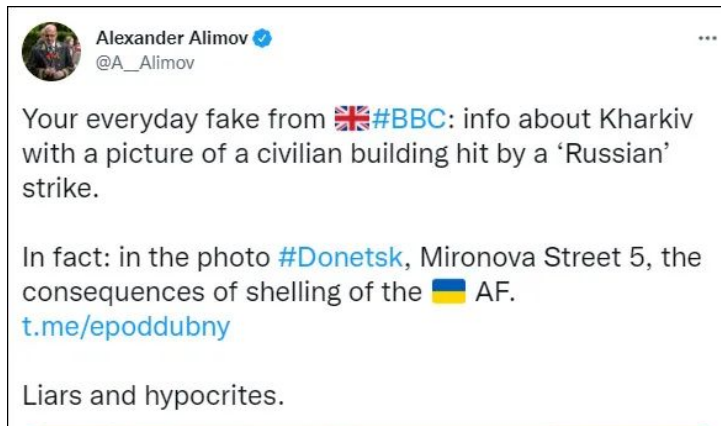 Alexander Alimov
@A__Alimov
Your everyday fake from 🇬🇧#BBC: info about Kharkiv
with a picture of a civilian building hit by a ‘Russian’
strike.
In fact: in the photo #Donetsk, Mironova Street 5, the
consequences of shelling of the 🇺🇦 AF.
t.me/epoddubny
Liars and hypocrites.